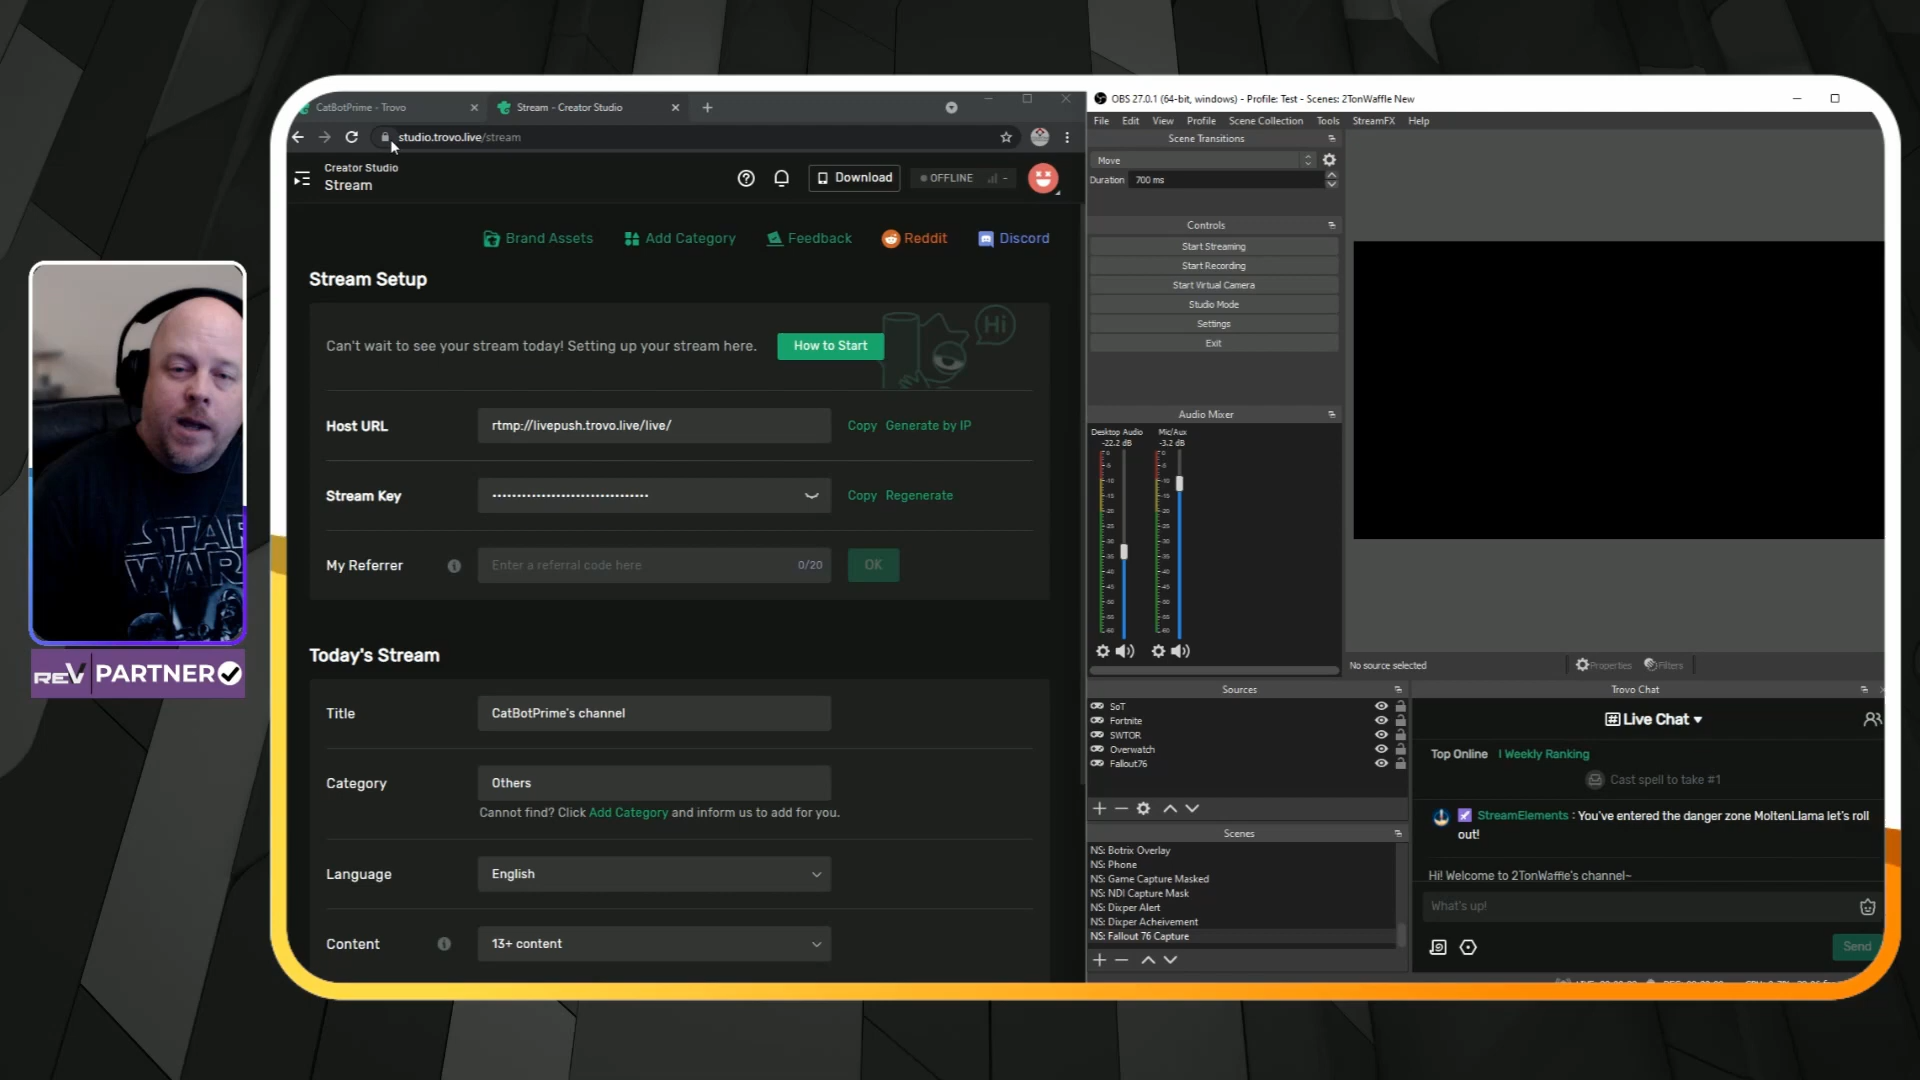 CatBotPrime - Trovo
Stream - Creator Studio
studio.trovo.live/stream
Creator Studio
Stream
Download
OFFLINE
-
Brand Assets
Add Category
Feedback
Reddit
Discord
Stream Setup
Can't wait to see your stream today! Setting up your stream here.
How to Start
Hi
Host URL
rtmp://livepush.trovo.live/live/
Copy
Generate by IP
Stream Key
•••••••••••••••••••••••••••••••
Copy
Regenerate
My Referrer
Enter a referral code here
0/20
OK
Today's Stream
Title
CatBotPrime's channel
Category
Others
Cannot find? Click Add Category and inform us to add for you.
Language
English
Content
13+ content
STAR
WARS
reV PARTNER
OBS 27.0.1 (64-bit, windows) - Profile: Test - Scenes: 2TonWaffle New
File Edit View Profile Scene Collection Tools StreamFX Help
Scene Transitions
Move
Duration 700 ms
Controls
Start Streaming
Start Recording
Start Virtual Camera
Studio Mode
Settings
Exit
Audio Mixer
Desktop Audio
-22.2 dB
Mic/Aux
-3.2 dB
No source selected
Properties
Filters
Sources
SoT
Fortnite
SWTOR
Overwatch
Fallout76
Scenes
NS: Botrix Overlay
NS: Phone
NS: Game Capture Masked
NS: NDI Capture Mask
NS: Dixper Alert
NS: Dixper Acheivement
NS: Fallout 76 Capture
Trovo Chat
Live Chat
Top Online | Weekly Ranking
Cast spell to take #1
StreamElements : You've entered the danger zone MoltenLlama let's roll
out!
Hi! Welcome to 2TonWaffle's channel~
What's up!
Send